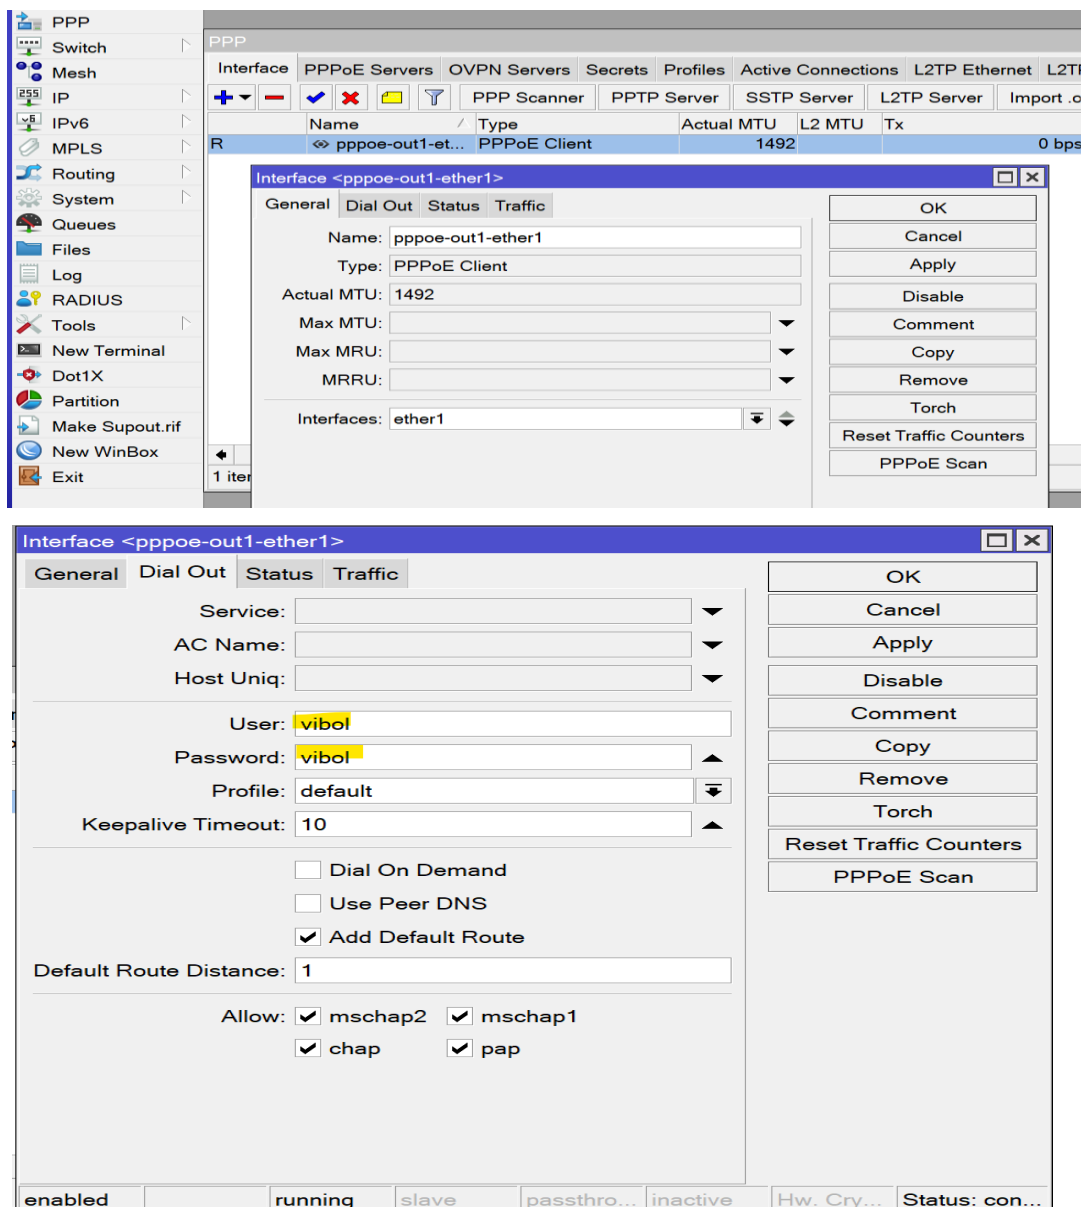 PPP
Switch
Mesh
255
IP
v6
IPv6
MPLS
Routing
System
Queues
Files
Log
RADIUS
Tools
New Terminal
Dot1X
Partition
Make Supout.rif
New WinBox
Exit
PPP
Interface PPPoE Servers OVPN Servers Secrets Profiles Active Connections L2TP Ethernet L2TP
PPP Scanner PPTP Server SSTP Server L2TP Server Import .o
Name Type Actual MTU L2 MTU Tx
R pppoe-out1-et... PPPoE Client 1492 0 bps
Interface <pppoe-out1-ether1>
General Dial Out Status Traffic
Name: pppoe-out1-ether1
Type: PPPoE Client
Actual MTU: 1492
Max MTU:
Max MRU:
MRRU:
Interfaces: ether1
OK
Cancel
Apply
Disable
Comment
Copy
Remove
Torch
Reset Traffic Counters
PPPoE Scan
1 iter
Interface <pppoe-out1-ether1>
General Dial Out Status Traffic
Service:
AC Name:
Host Uniq:
User: vibol
Password: vibol
Profile: default
Keepalive Timeout: 10
Dial On Demand
Use Peer DNS
Add Default Route
Default Route Distance: 1
Allow: mschap2 mschap1
chap pap
OK
Cancel
Apply
Disable
Comment
Copy
Remove
Torch
Reset Traffic Counters
PPPoE Scan
enabled running slave passthro... inactive Hw. Cry... Status: con...